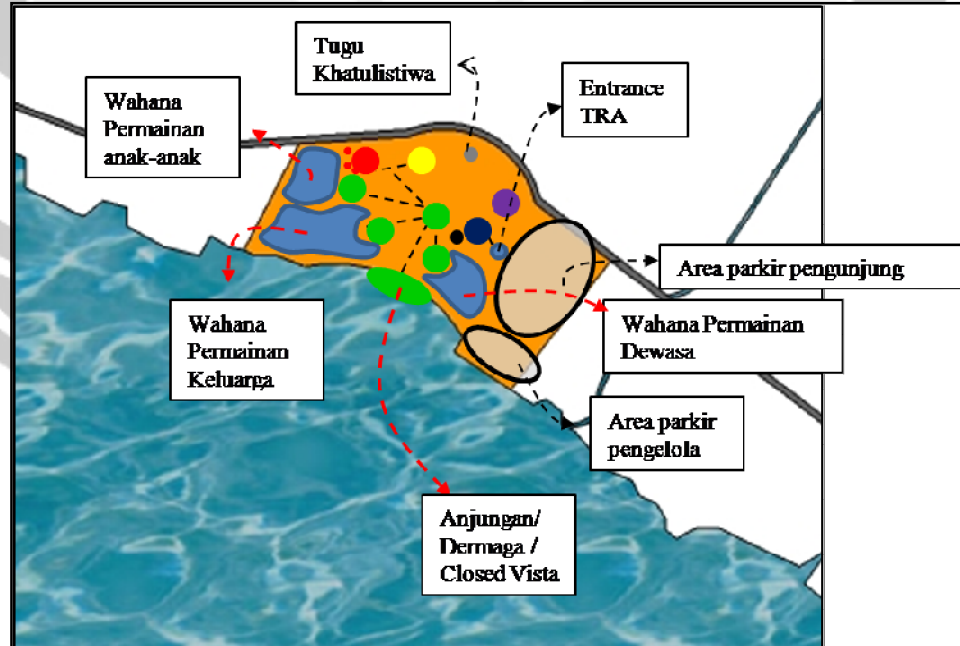 Tugu
Khatulistiwa
Entrance
TRA
Wahana
Permainan
anak-anak
Area parkir pengunjung
Wahana
Permainan
Keluarga
Wahana Permainan
Dewasa
Area parkir
pengelola
Anjungan/
Dermaga /
Closed Vista